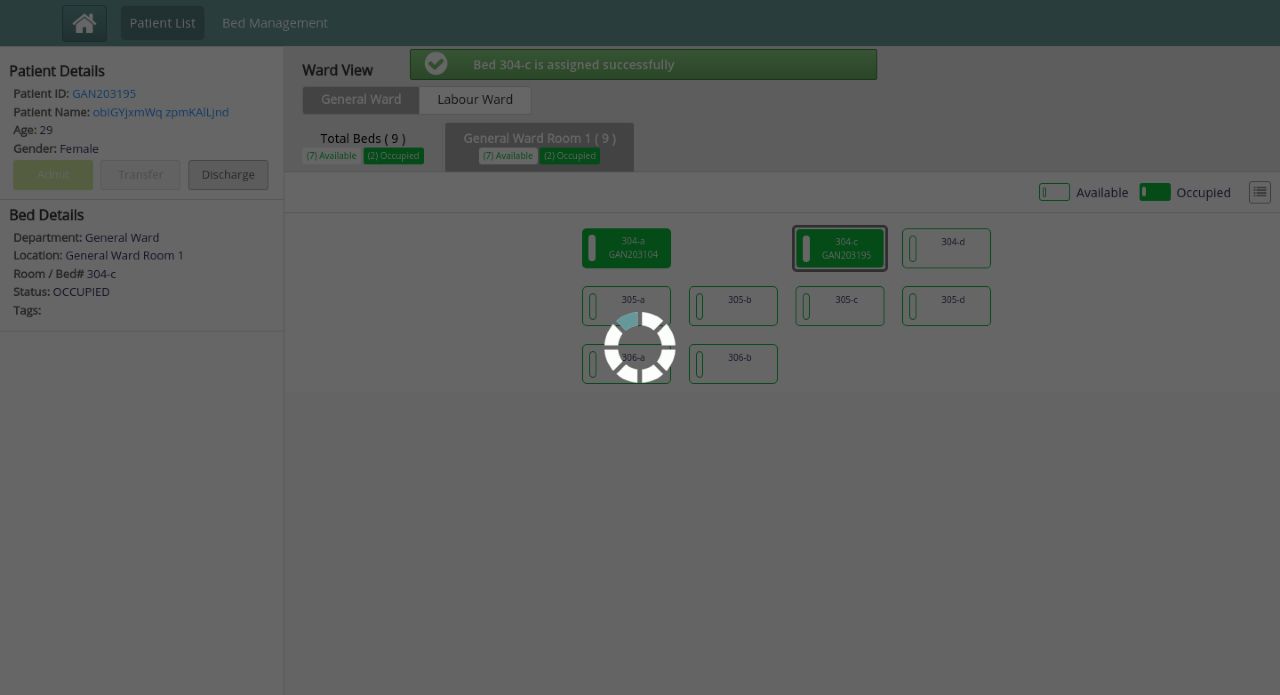 Patient List
Bed Management
Patient Details
Patient ID: GAN203195
Patient Name: obIGYjxmWq zpmKAlLjnd
Age: 29
Gender: Female
Admit
Transfer
Discharge
Bed Details
Department: General Ward
Location: General Ward Room 1
Room / Bed# 304-c
Status: OCCUPIED
Tags:
Ward View
Bed 304-c is assigned successfully
General Ward
Labour Ward
Total Beds ( 9 )
(7) Available (2) Occupied
General Ward Room 1 ( 9 )
(7) Available (2) Occupied
Available
Occupied
304-a
GAN203104
304-c
GAN203195
304-d
305-a
305-b
305-c
305-d
306-a
306-b